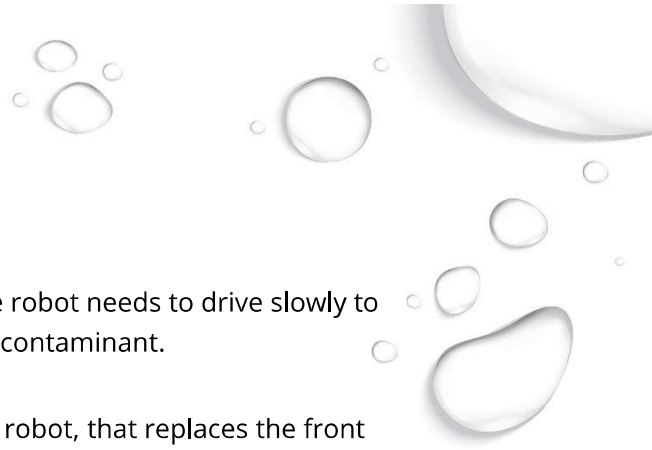 robot needs to drive slowly to
contaminant.
robot, that replaces the front